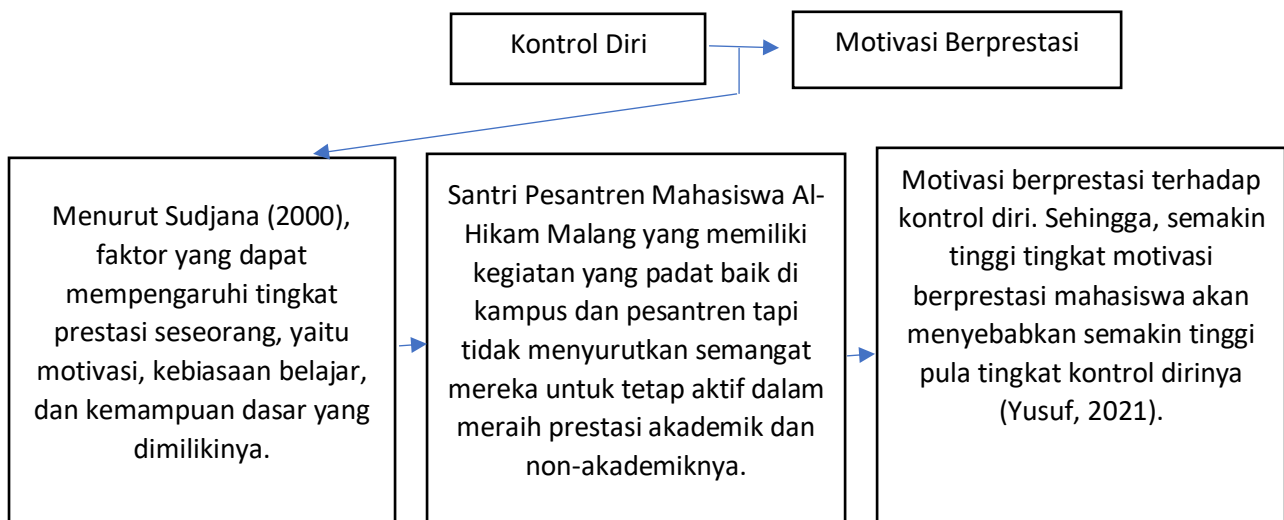 Kontrol Diri
Motivasi Berprestasi
Menurut Sudjana (2000),
faktor yang dapat
mempengaruhi tingkat
prestasi seseorang, yaitu
motivasi, kebiasaan belajar,
dan kemampuan dasar yang
dimilikinya.
Santri Pesantren Mahasiswa Al-
Hikam Malang yang memiliki
kegiatan yang padat baik di
kampus dan pesantren tapi
tidak menyurutkan semangat
mereka untuk tetap aktif dalam
meraih prestasi akademik dan
non-akademiknya.
Motivasi berprestasi terhadap
kontrol diri. Sehingga, semakin
tinggi tingkat motivasi
berprestasi mahasiswa akan
menyebabkan semakin tinggi
pula tingkat kontrol dirinya
(Yusuf, 2021).